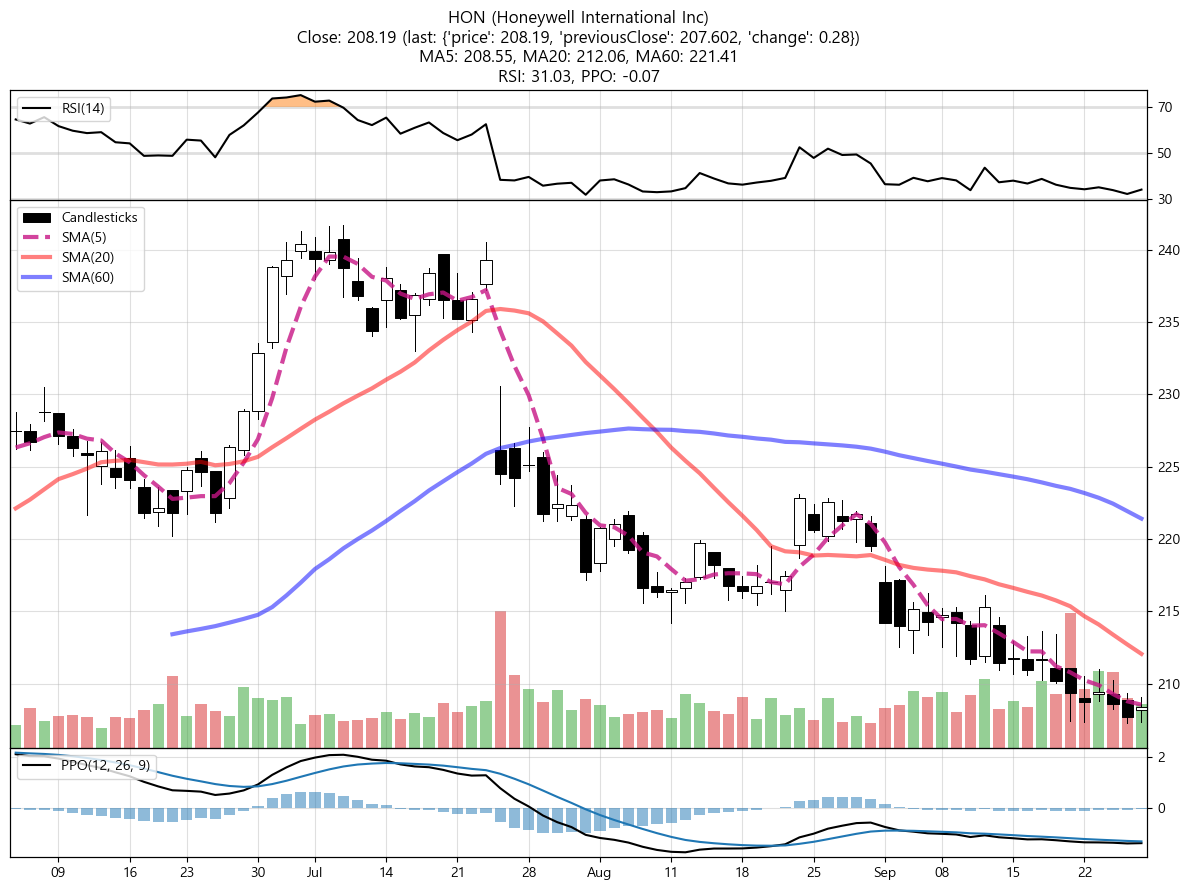 HON (Honeywell International Inc)
Close: 208.19 (last: {'price': 208.19, 'previousClose': 207.602, 'change': 0.28})
MA5: 208.55, MA20: 212.06, MA60: 221.41
RSI: 31.03, PPO: -0.07
RSI(14)
70
50
30
Candlesticks
SMA(5)
SMA(20)
SMA(60)
240
235
230
225
220
215
210
PPO(12, 26, 9)
2
0
09 16 23 30 Jul 14 21 28 Aug 11 18 25 Sep 08 15 22